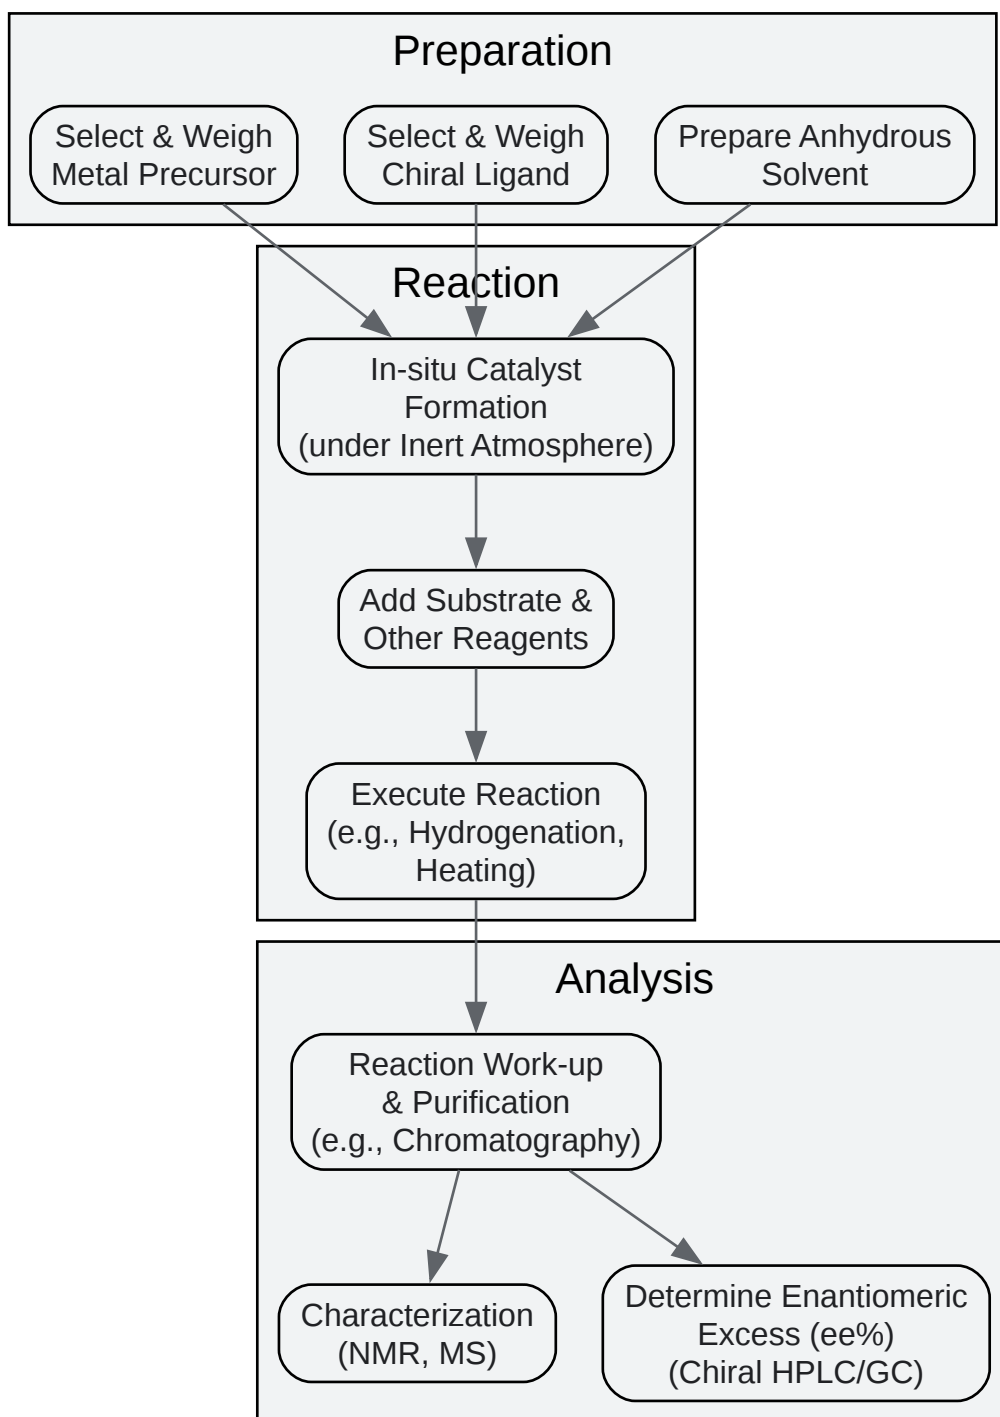 Preparation
Select & Weigh
Metal Precursor
Select & Weigh
Chiral Ligand
Prepare Anhydrous
Solvent
Reaction
In-situ Catalyst
Formation
(under Inert Atmosphere)
Add Substrate &
Other Reagents
Execute Reaction
(e.g., Hydrogenation,
Heating)
Analysis
Reaction Work-up
& Purification
(e.g., Chromatography)
Characterization
(NMR, MS)
Determine Enantiomeric
Excess (ee%)
(Chiral HPLC/GC)